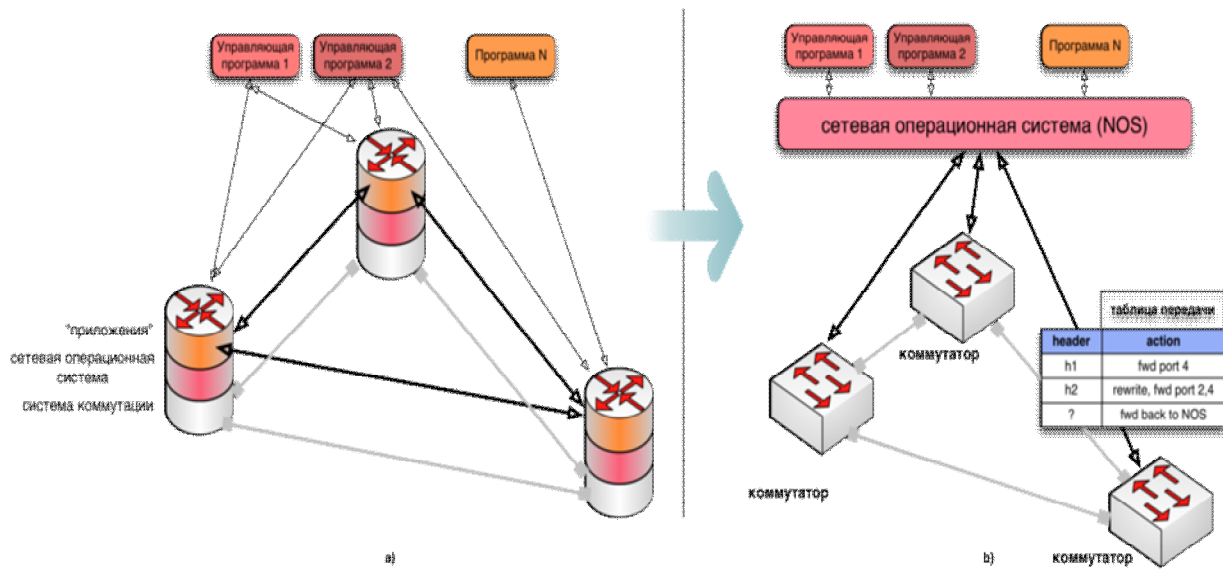 Управляющая
программа 1
Управляющая
программа 2
Программа N
"приложения"
сетевая операционная
система
система коммутации
a)
Управляющая
программа 1
Управляющая
программа 2
Программа N
сетевая операционная система (NOS)
коммутатор
коммутатор
коммутатор
таблица передачи
header action
h1 fwd port 4
h2 rewrite, fwd port 2,4
? fwd back to NOS
b)